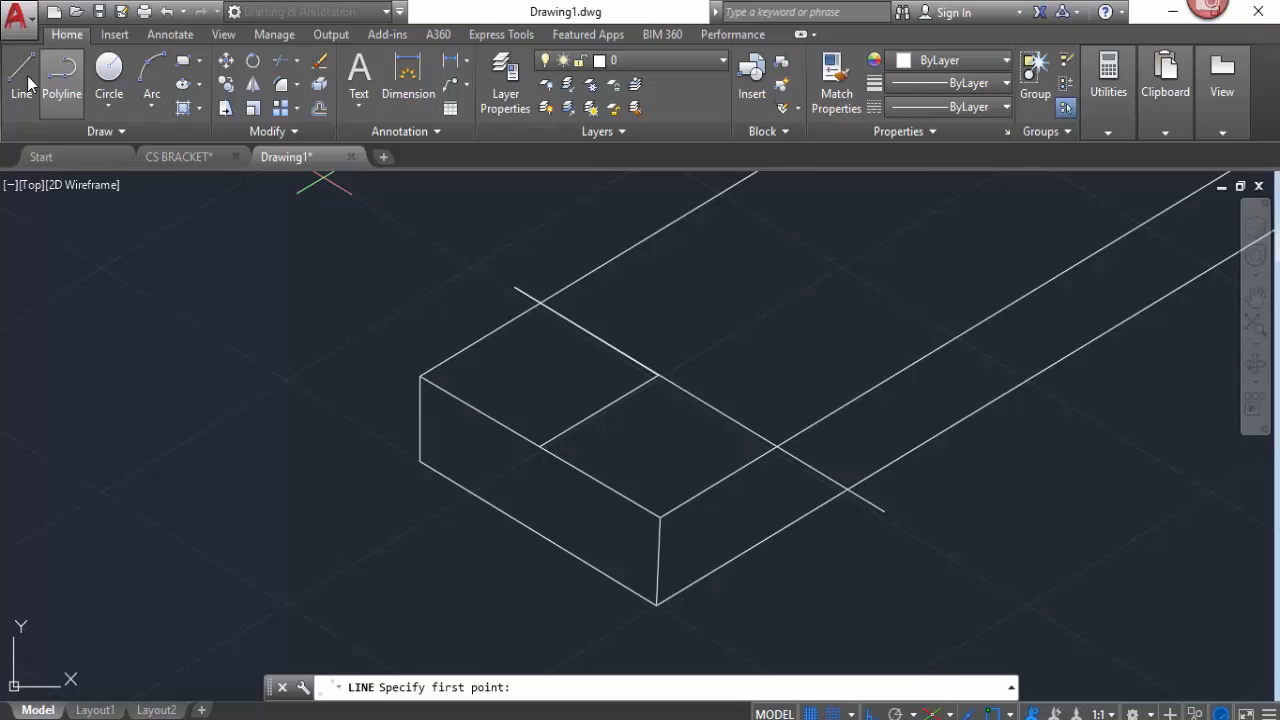 Drafting & Annotation
Drawing1.dwg
Type a keyword or phrase
Sign In
Home Insert Annotate View Manage Output Add-ins A360 Express Tools Featured Apps BIM 360 Performance
Line
Polyline
Circle
Arc
Text
Dimension
Layer
Properties
0
Insert
Match
Properties
ByLayer
ByLayer
ByLayer
Group
Utilities
Clipboard
View
Draw
Modify
Annotation
Layers
Block
Properties
Groups
Start
CS BRACKET*
Drawing1*
[−][Top][2D Wireframe]
Y
X
LINE Specify first point:
Model Layout1 Layout2
MODEL
1:1